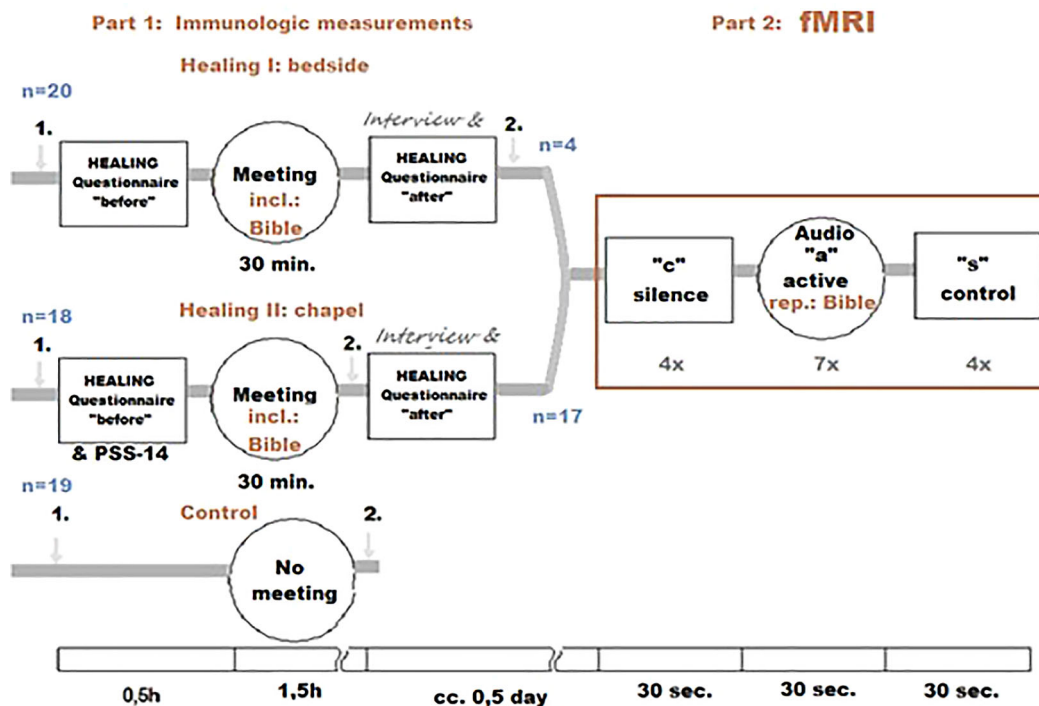 Part 1: Immunologic measurements
Part 2: fMRI
Healing I: bedside
n=20
1.
HEALING
Questionnaire
"before"
Meeting
incl.:
Bible
30 min.
Interview &
HEALING
Questionnaire
"after"
2.
n=4
Healing II: chapel
n=18
1.
HEALING
Questionnaire
"before"
& PSS-14
Meeting
incl.:
Bible
30 min.
2.
Interview &
HEALING
Questionnaire
"after"
n=17
"c"
silence
4x
Audio
"a"
active
rep.: Bible
7x
"s"
control
4x
n=19
Control
1.
No
meeting
2.
0,5h
1,5h
cc. 0,5 day
30 sec.
30 sec.
30 sec.